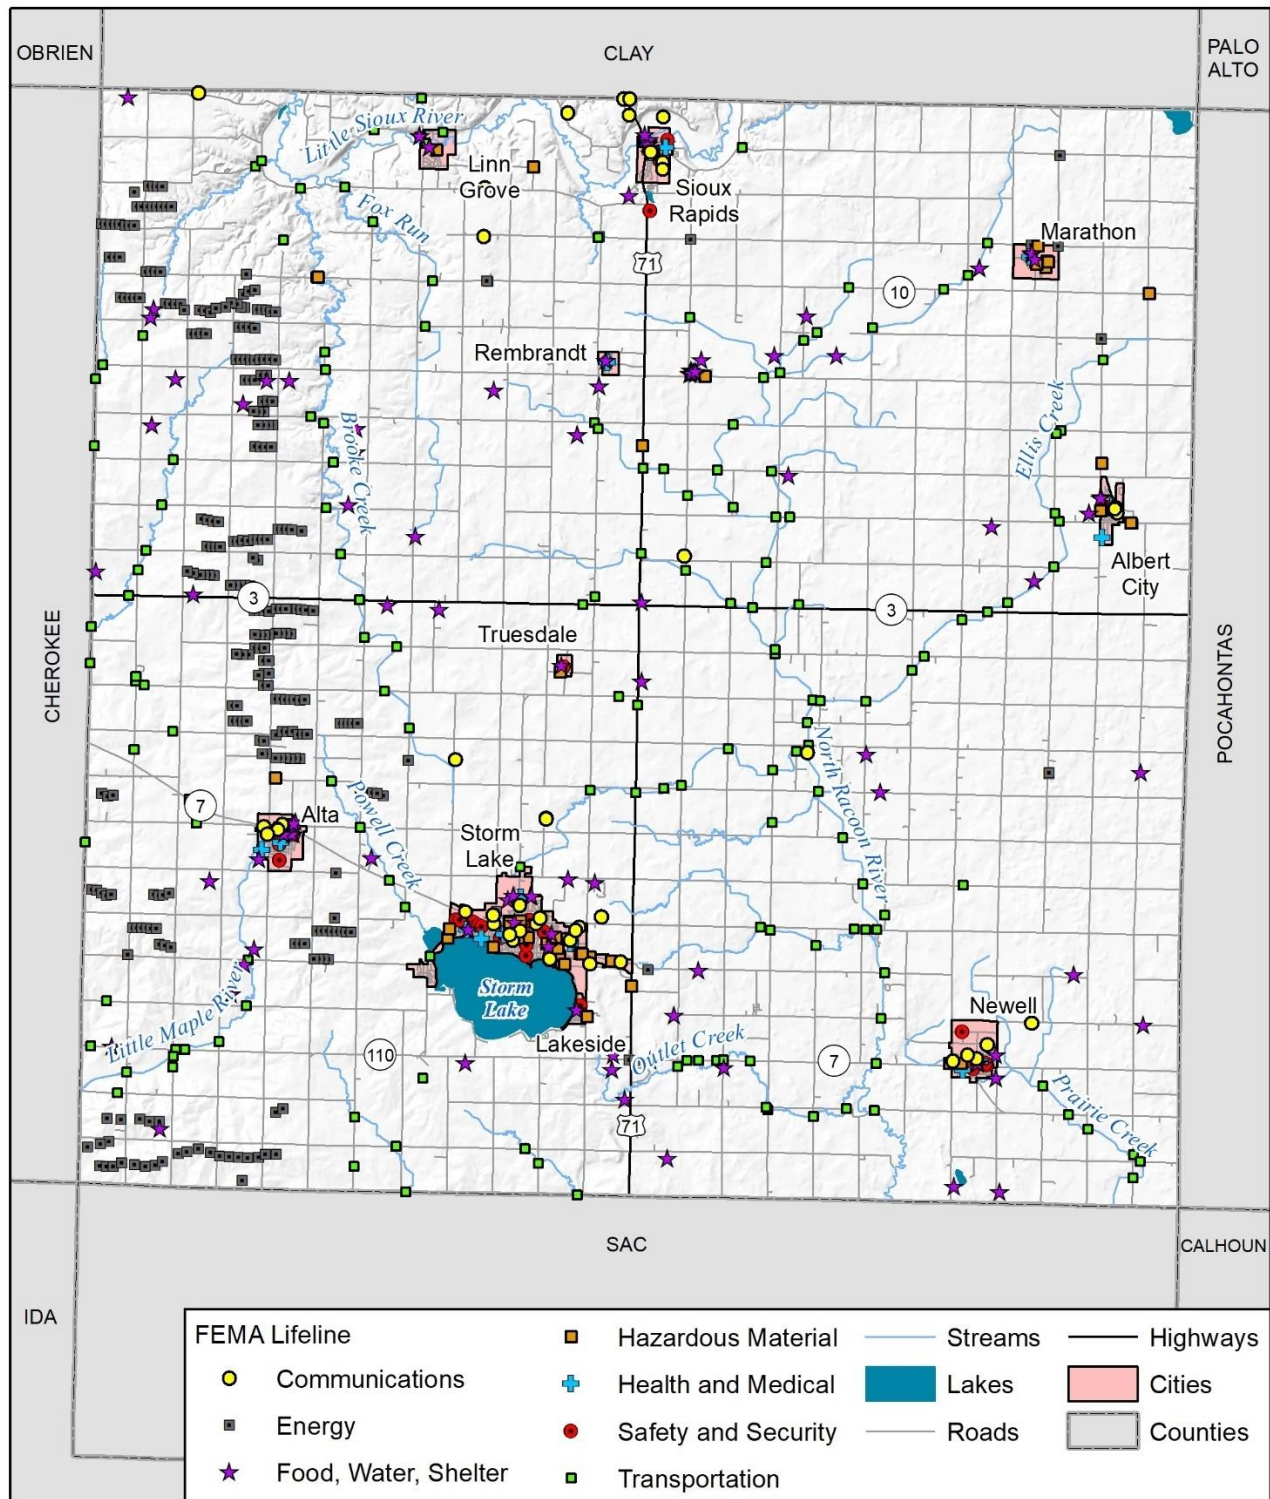 OBRIEN
CLAY
PALO
ALTO
Little Sioux River
Linn
Grove
Sioux
Rapids
Fox Run
Marathon
71
10
Rembrandt
Brooke Creek
Ellis Creek
Albert
City
3
3
Truesdale
CHEROKEE
POCAHONTAS
North Racoon River
7
Alta
Powell Creek
Storm
Lake
Storm
Lake
Newell
Little Maple River
Lakeside
110
Outlet Creek
7
Prairie Creek
71
SAC
CALHOUN
IDA
FEMA Lifeline
Communications
Energy
Food, Water, Shelter
Hazardous Material
Health and Medical
Safety and Security
Transportation
Streams
Lakes
Roads
Highways
Cities
Counties